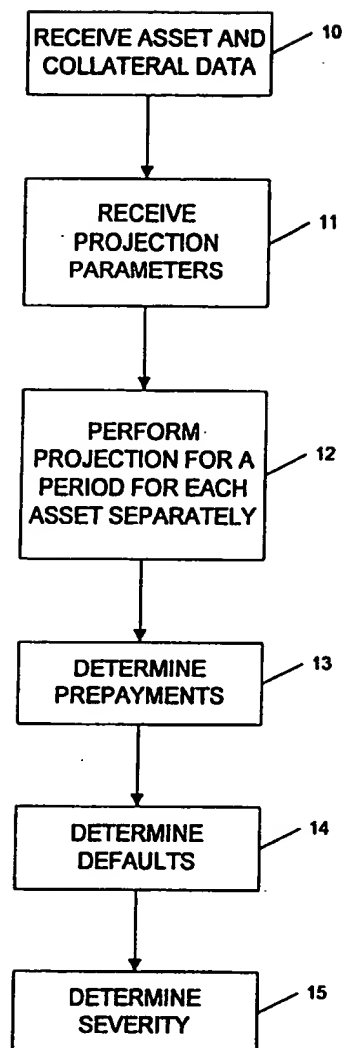 RECEIVE ASSET AND
COLLATERAL DATA
10
RECEIVE
PROJECTION
PARAMETERS
11
PERFORM
PROJECTION FOR A
PERIOD FOR EACH
ASSET SEPARATELY
12
DETERMINE
PREPAYMENTS
13
DETERMINE
DEFAULTS
14
DETERMINE
SEVERITY
15